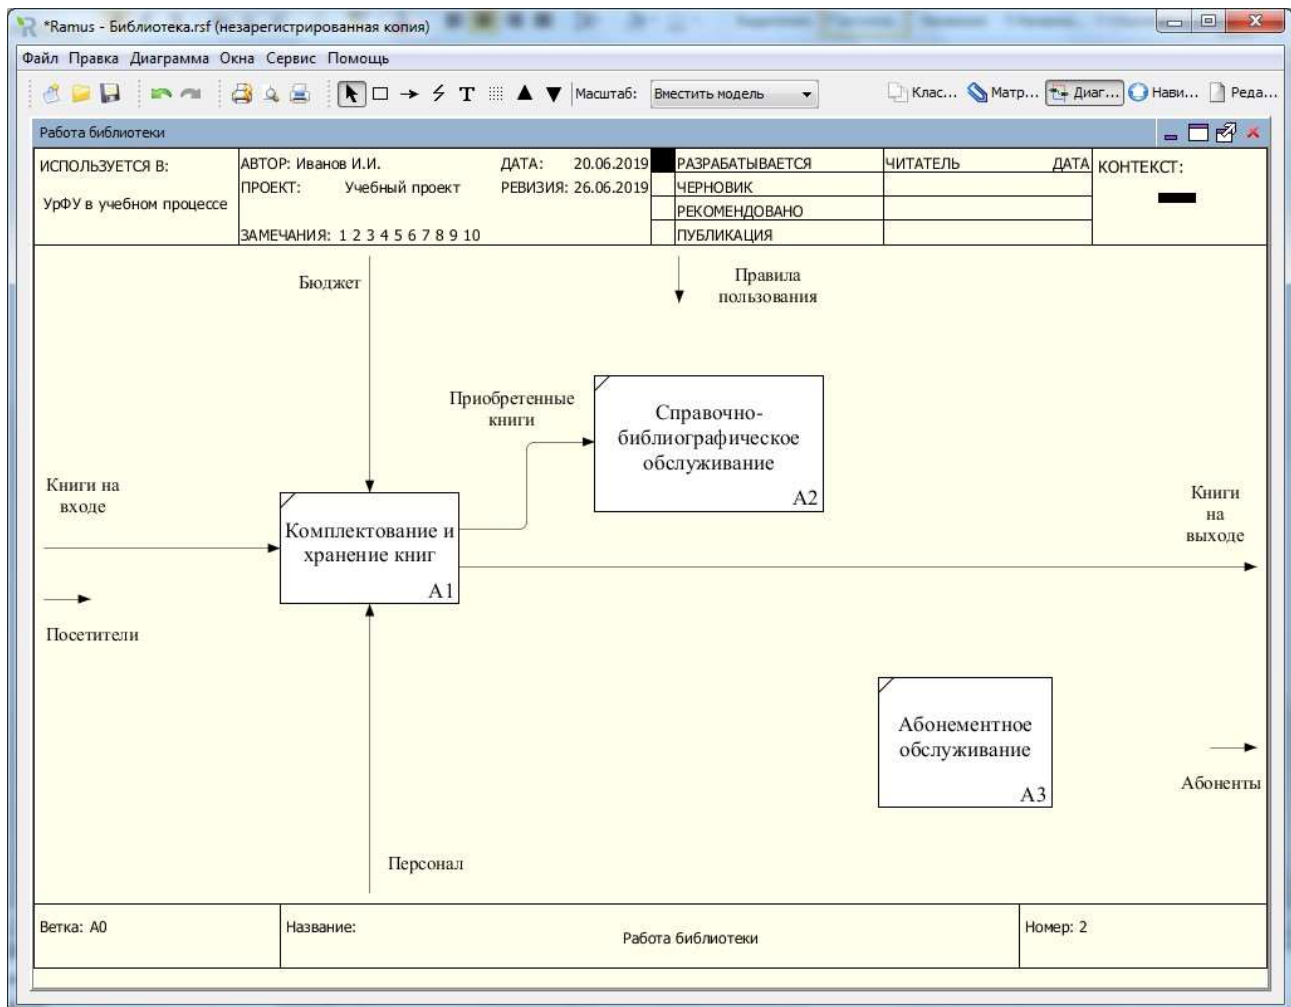 *Ramus - Библиотека.rsf (незарегистрированная копия)
Файл Правка Диаграмма Окна Сервис Помощь
Масштаб: Вместить модель Клас... Матр... Диаг... Нави... Реда...
Работа библиотеки
ИСПОЛЬЗУЕТСЯ В:
УрФУ в учебном процессе
АВТОР: Иванов И.И. ДАТА: 20.06.2019
ПРОЕКТ: Учебный проект РЕВИЗИЯ: 26.06.2019
ЗАМЕЧАНИЯ: 1 2 3 4 5 6 7 8 9 10
РАЗРАБАТЫВАЕТСЯ
ЧЕРНОВИК
РЕКОМЕНДОВАНО
ПУБЛИКАЦИЯ
ЧИТАТЕЛЬ ДАТА
КОНТЕКСТ:
Бюджет
Правила
пользования
Приобретенные
книги
Справочно-
библиографическое
обслуживание
A2
Книги на
входе
Комплектование и
хранение книг
A1
Книги
на
выходе
Посетители
Абонементное
обслуживание
A3
Абоненты
Персонал
Ветка: A0
Название:
Работа библиотеки
Номер: 2